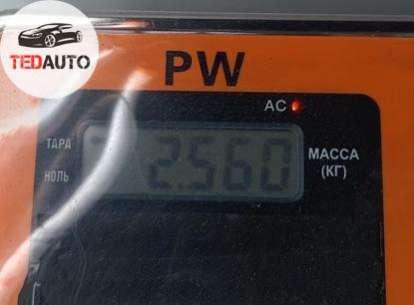 TEDAUTO
PW
AC
ТАРА
НОЛЬ
2.560
МАССА
(КГ)